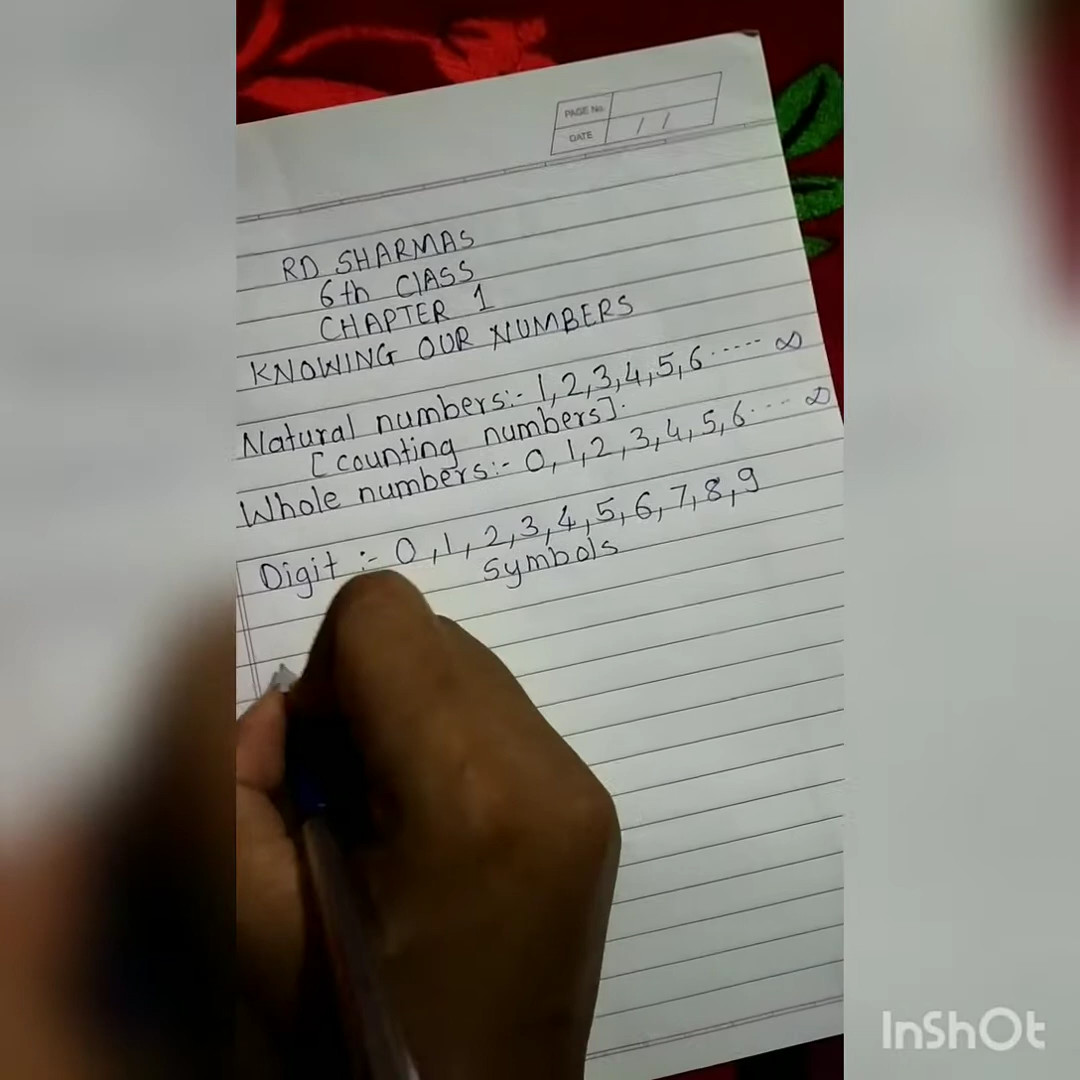 PAGE No.
DATE / /
RD SHARMAS
6th ClASS
CHAPTER 1
KNOWING OUR NUMBERS
Natural numbers:- 1,2,3,4,5,6 ..... ∞
[counting numbers].
Whole numbers:- 0,1,2,3,4,5,6... ∞
Digit :- 0,1,2,3,4,5,6,7,8,9
Symbols
InShOt